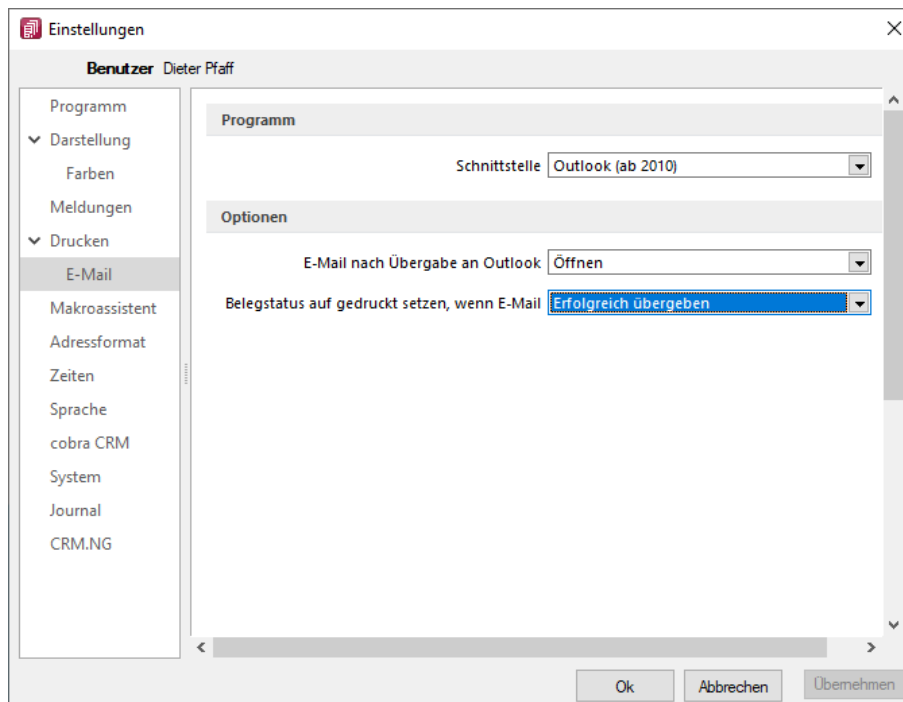 Einstellungen
Benutzer Dieter Pfaff
Programm
Darstellung
Farben
Meldungen
Drucken
E-Mail
Makroassistent
Adressformat
Zeiten
Sprache
cobra CRM
System
Journal
CRM.NG
Programm
Schnittstelle Outlook (ab 2010)
Optionen
E-Mail nach Übergabe an Outlook Öffnen
Belegstatus auf gedruckt setzen, wenn E-Mail Erfolgreich übergeben
Ok Abbrechen Übernehmen